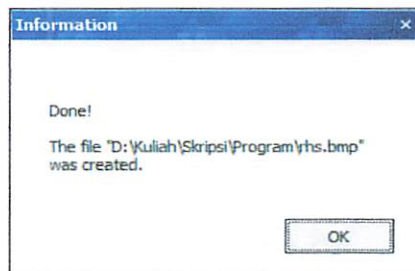 Information
Done!
The file "D:\Kuliah\Skripsi\Program\rhs.bmp"
was created.
OK